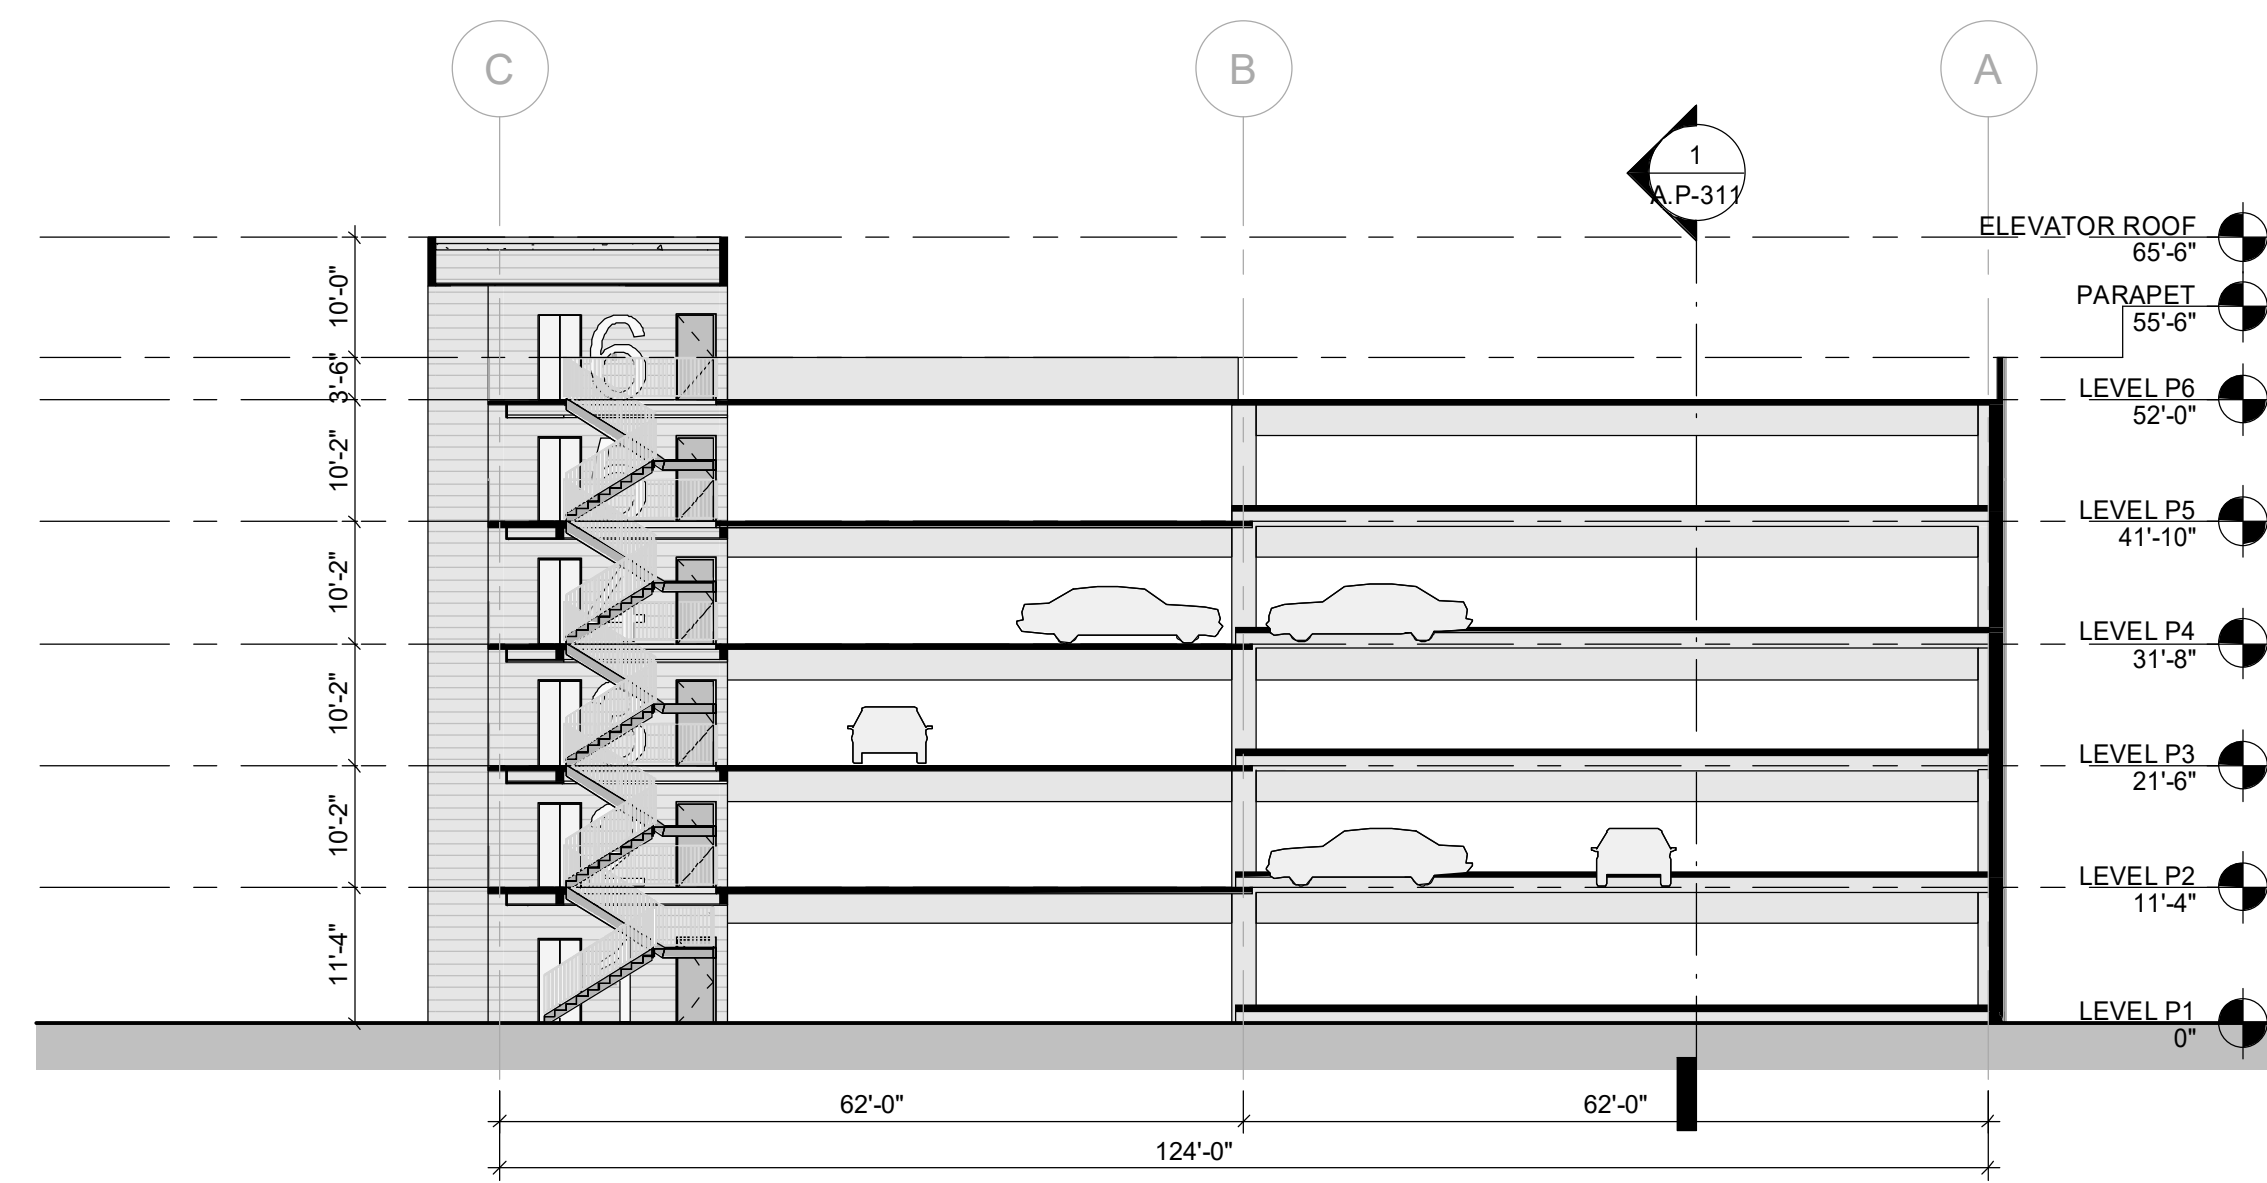 C
B
A
1
A.P-311
ELEVATOR ROOF
65'-6"
PARAPET
55'-6"
LEVEL P6
52'-0"
LEVEL P5
41'-10"
LEVEL P4
31'-8"
LEVEL P3
21'-6"
LEVEL P2
11'-4"
LEVEL P1
0"
10'-0"
3'-6"
10'-2"
10'-2"
10'-2"
10'-2"
11'-4"
6
62'-0"
62'-0"
124'-0"